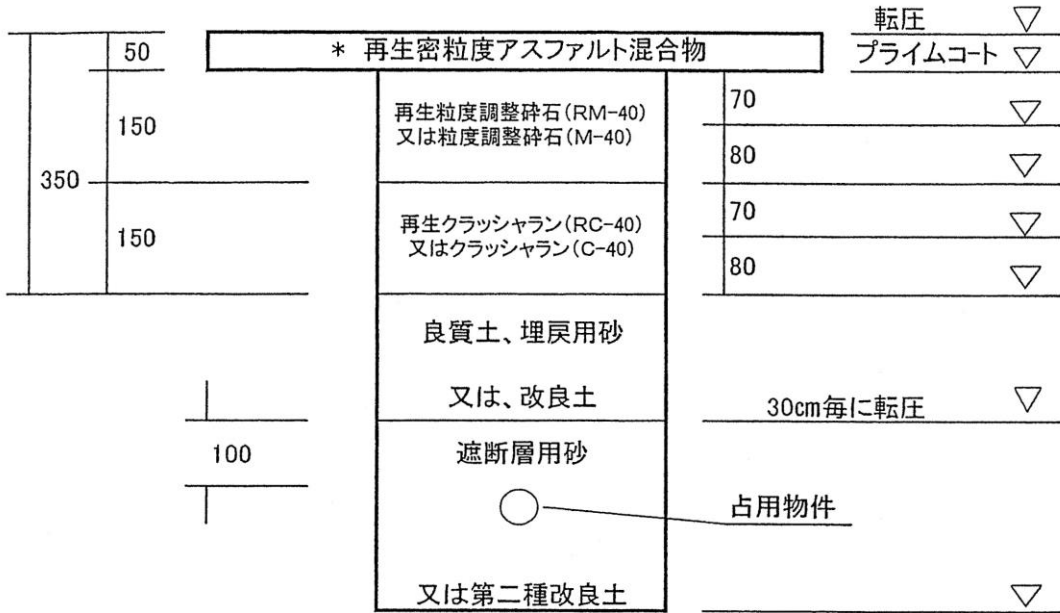 転圧 ▽
50
* 再生密粒度アスファルト混合物
プライムコート ▽
150
再生粒度調整砕石(RM-40)
又は粒度調整砕石(M-40)
70
▽
80
▽
350
150
再生クラッシャラン(RC-40)
又はクラッシャラン(C-40)
70
▽
80
▽
良質土、埋戻用砂
又は、改良土
30cm毎に転圧 ▽
100
遮断層用砂
占用物件
又は第二種改良土
▽